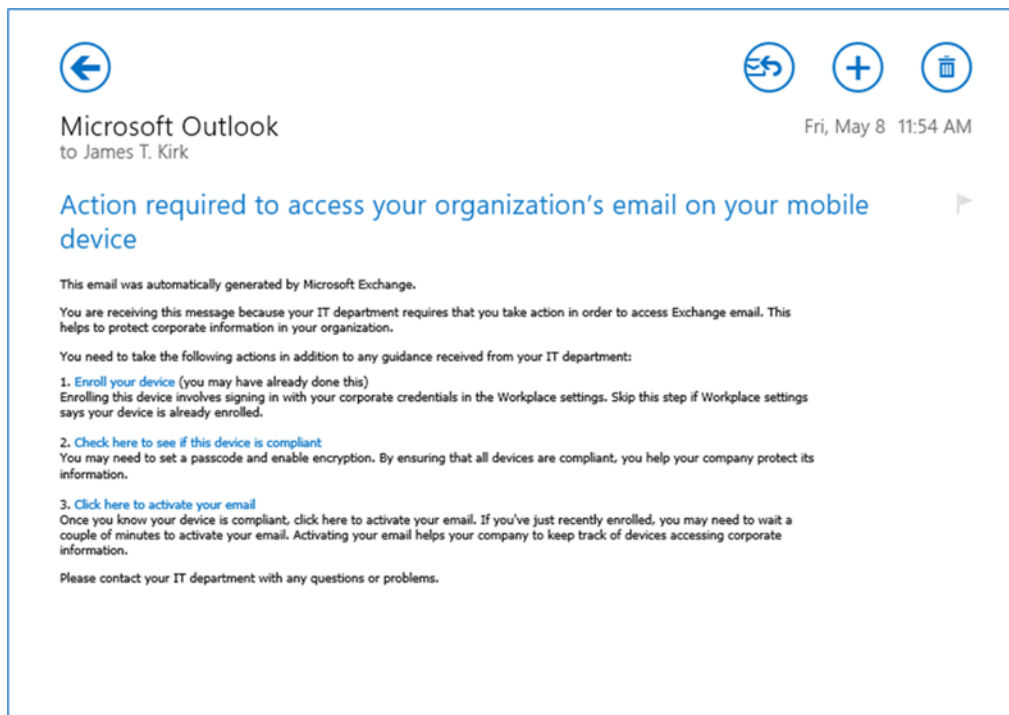 Microsoft Outlook
Fri, May 8 11:54 AM
to James T. Kirk
Action required to access your organization's email on your mobile
device
This email was automatically generated by Microsoft Exchange.
You are receiving this message because your IT department requires that you take action in order to access Exchange email. This
helps to protect corporate information in your organization.
You need to take the following actions in addition to any guidance received from your IT department:
1. Enroll your device (you may have already done this)
Enrolling this device involves signing in with your corporate credentials in the Workplace settings. Skip this step if Workplace settings
says your device is already enrolled.
2. Check here to see if this device is compliant
You may need to set a passcode and enable encryption. By ensuring that all devices are compliant, you help your company protect its
information.
3. Click here to activate your email
Once you know your device is compliant, click here to activate your email. If you've just recently enrolled, you may need to wait a
couple of minutes to activate your email. Activating your email helps your company to keep track of devices accessing corporate
information.
Please contact your IT department with any questions or problems.